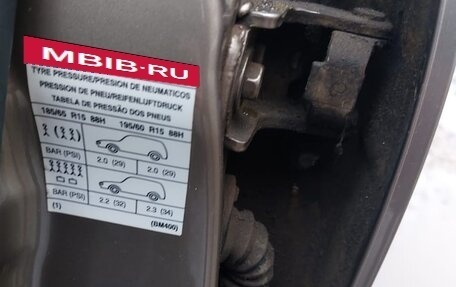 MBIB·RU
TYRE PRESSURE/PRESION DE NEUMATICOS
PRESSION DE PNEU/REIFENLUFTDRUCK
TABELA DE PRESSÃO DOS PNEUS
185/65 R15 88H 195/60 R15 88H
BAR (PSI) 2.0 (29) 2.0 (29)
BAR (PSI) 2.2 (32) 2.3 (34)
(1) (BM400)